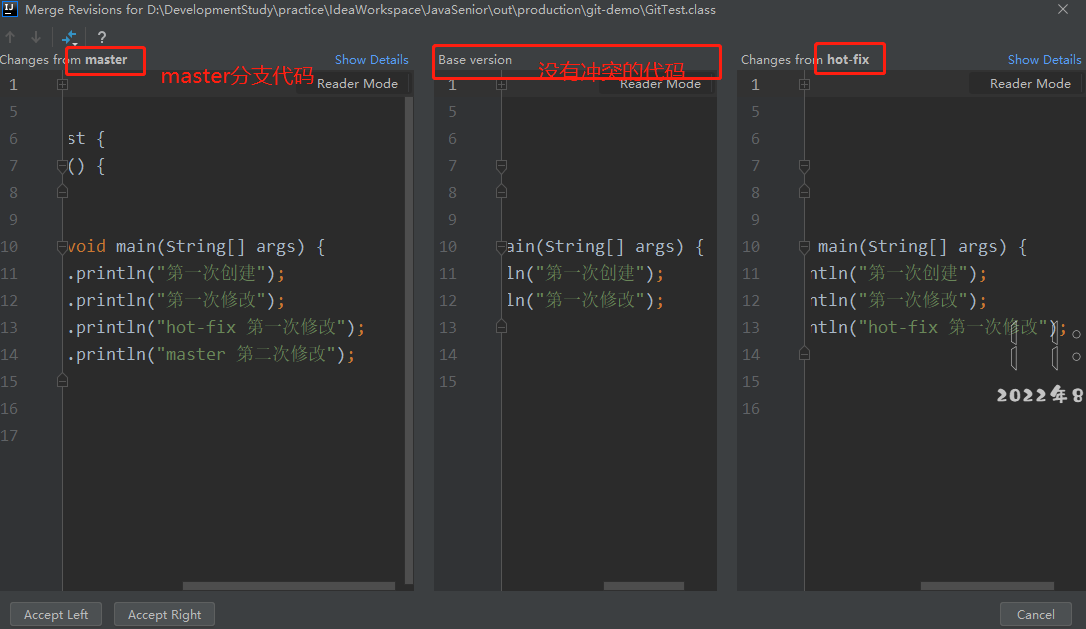 Merge Revisions for D:\DevelopmentStudy\practice\IdeaWorkspace\JavaSenior\out\production\git-demo\GitTest.class
?
Changes from master
Show Details
master分支代码
Reader Mode
1
5
6 st {
7 () {
8
9
10 void main(String[] args) {
11 .println("第一次创建");
12 .println("第一次修改");
13 .println("hot-fix 第一次修改");
14 .println("master 第二次修改");
15
16
17
Base version
没有冲突的代码
Reader Mode
1
5
6
7
8
9
10 ain(String[] args) {
11 ln("第一次创建");
12 ln("第一次修改");
13
14
15
Changes from hot-fix
Show Details
Reader Mode
1
5
6
7
8
9
10 main(String[] args) {
11 ntln("第一次创建");
12 ntln("第一次修改");
13 ntln("hot-fix 第一次修改");
14
15
16
2022年8
Accept Left
Accept Right
Cancel